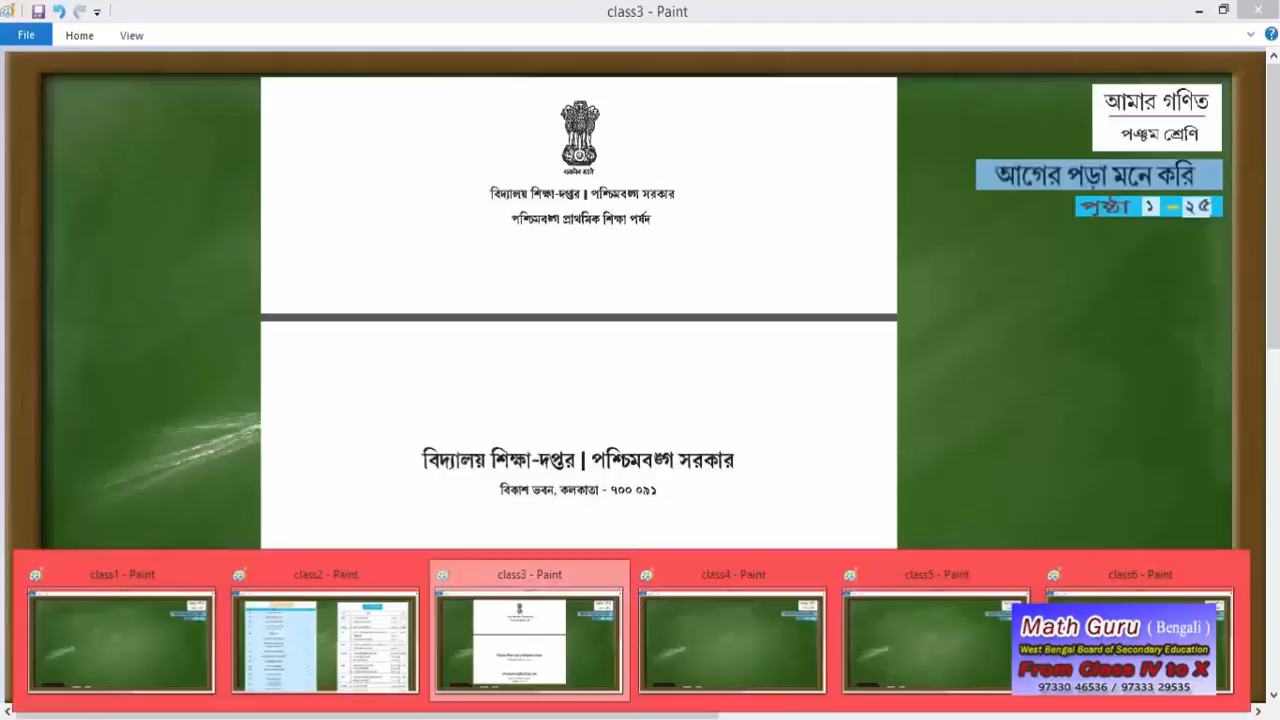 class3 - Paint
File Home View
আমার গণিত
পঞ্চম শ্রেণি
আগের পড়া মনে করি
পৃষ্ঠা ১ - ২৫
বিদ্যালয় শিক্ষা-দপ্তর | পশ্চিমবঙ্গ সরকার
পশ্চিমবঙ্গ প্রাথমিক শিক্ষা পর্ষদ
বিদ্যালয় শিক্ষা-দপ্তর | পশ্চিমবঙ্গ সরকার
বিকাশ ভবন, কলকাতা - ৭০০ ০৯১
class1 - Paint class2 - Paint class3 - Paint class4 - Paint class5 - Paint class6 - Paint
Math Guru ( Bengali )
West Bengal Board of Secondary Education
From Class V to X
97330 46536 / 97333 29535